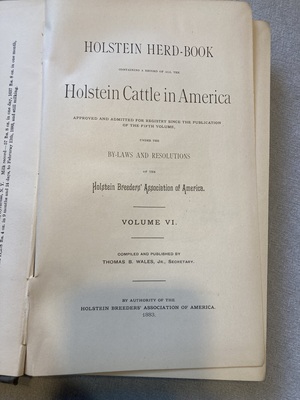 HOLSTEIN HERD-BOOK
CONTAINING A RECORD OF ALL THE
Holstein Cattle in America
APPROVED AND ADMITTED FOR REGISTRY SINCE THE PUBLICATION
OF THE FIFTH VOLUME,
UNDER THE
BY-LAWS AND RESOLUTIONS
OF THE
Holstein Breeders' Association of America.
VOLUME VI.
COMPILED AND PUBLISHED BY
THOMAS B. WALES, JR., SECRETARY.
BY AUTHORITY OF THE
HOLSTEIN BREEDERS' ASSOCIATION OF AMERICA.
1883.